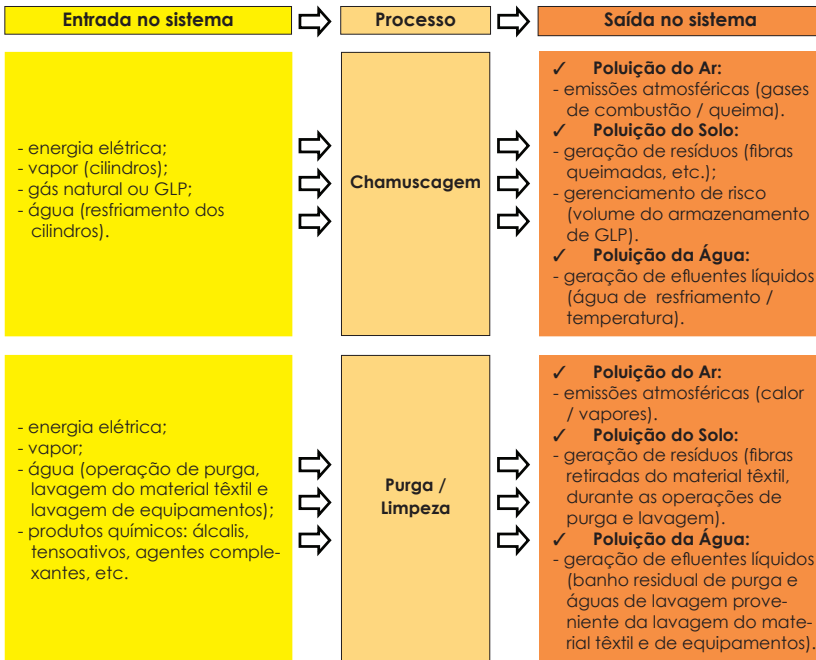 Entrada no sistema
Processo
Saída no sistema
- energia elétrica;
- vapor (cilindros);
- gás natural ou GLP;
- água (resfriamento dos
cilindros).
Chamuscagem
✓ Poluição do Ar:
- emissões atmosféricas (gases
de combustão / queima).
✓ Poluição do Solo:
- geração de resíduos (fibras
queimadas, etc.);
- gerenciamento de risco
(volume do armazenamento
de GLP).
✓ Poluição da Água:
- geração de efluentes líquidos
(água de resfriamento /
temperatura).
- energia elétrica;
- vapor;
- água (operação de purga,
lavagem do material têxtil e
lavagem de equipamentos);
- produtos químicos: álcalis,
tensoativos, agentes comple-
xantes, etc.
Purga /
Limpeza
✓ Poluição do Ar:
- emissões atmosféricas (calor
/ vapores).
✓ Poluição do Solo:
- geração de resíduos (fibras
retiradas do material têxtil,
durante as operações de
purga e lavagem).
✓ Poluição da Água:
- geração de efluentes líquidos
(banho residual de purga e
águas de lavagem prove-
niente da lavagem do mate-
rial têxtil e de equipamentos).